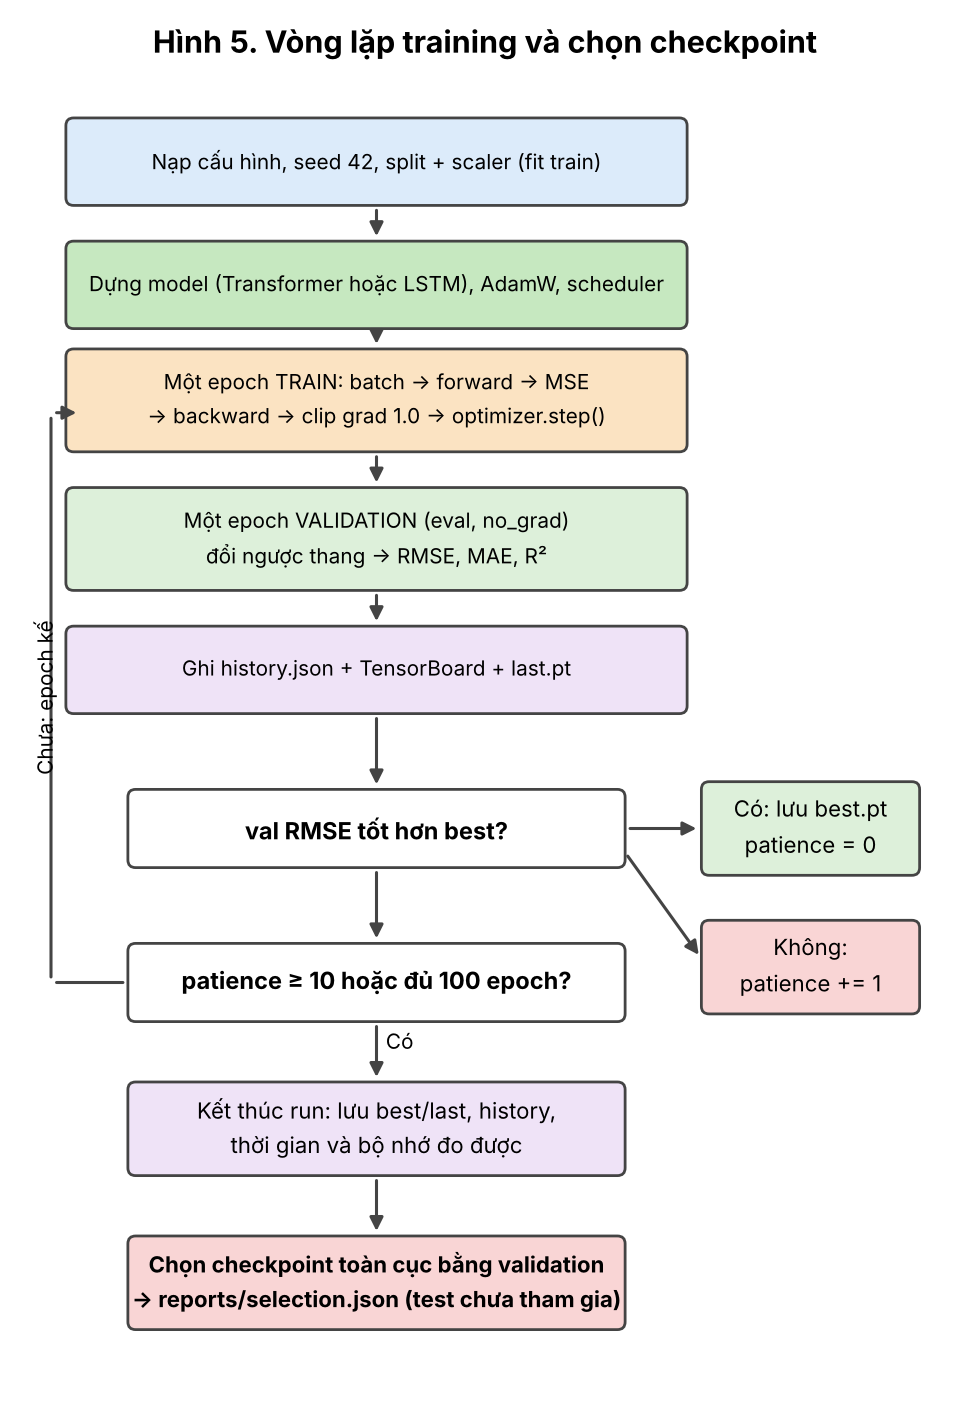 Hình 5. Vòng lặp training và chọn checkpoint
Nạp cấu hình, seed 42, split + scaler (fit train)
Dựng model (Transformer hoặc LSTM), AdamW, scheduler
Một epoch TRAIN: batch → forward → MSE
→ backward → clip grad 1.0 → optimizer.step()
Một epoch VALIDATION (eval, no_grad)
đổi ngược thang → RMSE, MAE, R²
Ghi history.json + TensorBoard + last.pt
Chưa: epoch kế
val RMSE tốt hơn best?
Có: lưu best.pt
patience = 0
Không:
patience += 1
patience ≥ 10 hoặc đủ 100 epoch?
Có
Kết thúc run: lưu best/last, history,
thời gian và bộ nhớ đo được
Chọn checkpoint toàn cục bằng validation
→ reports/selection.json (test chưa tham gia)